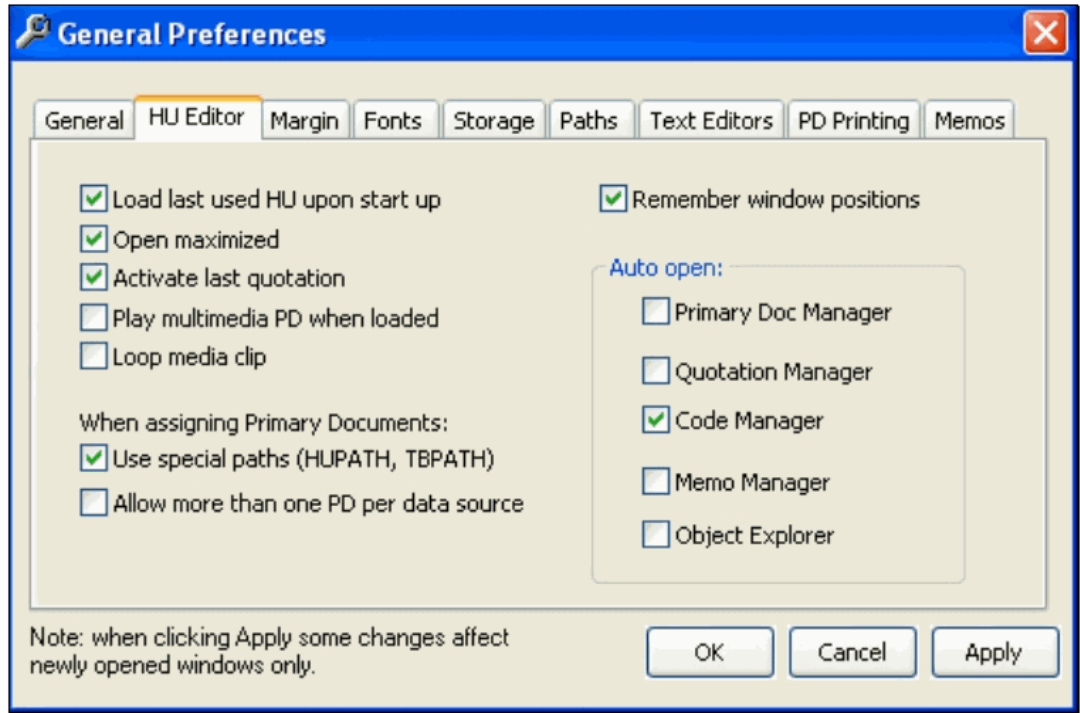 General Preferences
General HU Editor Margin Fonts Storage Paths Text Editors PD Printing Memos
Load last used HU upon start up
Open maximized
Activate last quotation
Play multimedia PD when loaded
Loop media clip
When assigning Primary Documents:
Use special paths (HUPATH, TBPATH)
Allow more than one PD per data source
Remember window positions
Auto open:
Primary Doc Manager
Quotation Manager
Code Manager
Memo Manager
Object Explorer
Note: when clicking Apply some changes affect
newly opened windows only.
OK Cancel Apply